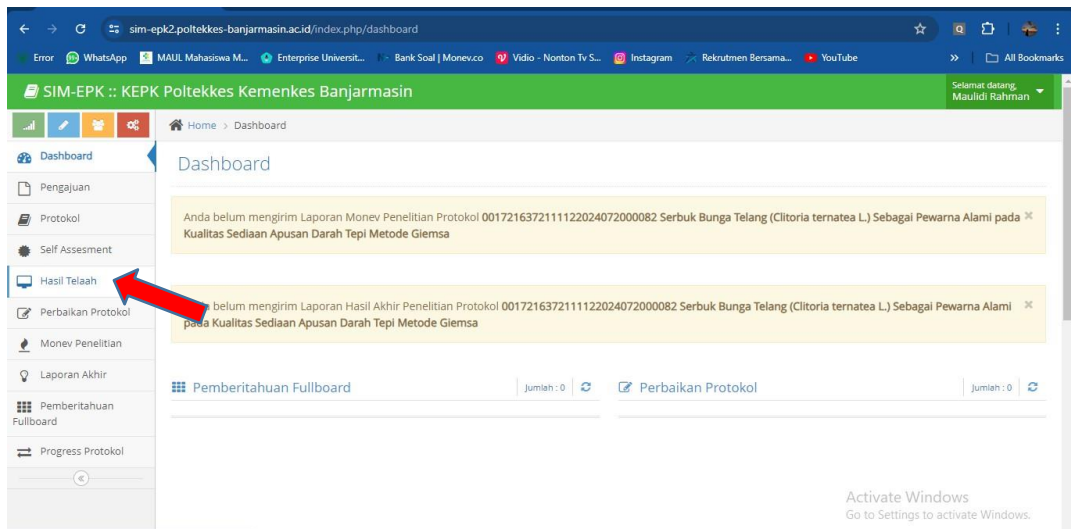 sim-epk2.poltekkes-banjarmasin.ac.id/index.php/dashboard
Error WhatsApp MAUL Mahasiswa M... Enterprise Universit... Bank Soal | Monev.co Vidio - Nonton Tv S... Instagram Rekrutmen Bersama... YouTube » All Bookmarks
SIM-EPK :: KEPK Poltekkes Kemenkes Banjarmasin
Selamat datang,
Maulidi Rahman
Home > Dashboard
Dashboard
Pengajuan
Protokol
Self Assesment
Hasil Telaah
Perbaikan Protokol
Monev Penelitian
Laporan Akhir
Pemberitahuan
Fullboard
Progress Protokol
Dashboard
Anda belum mengirim Laporan Monev Penelitian Protokol 0017216372111122024072000082 Serbuk Bunga Telang (Clitoria ternatea L.) Sebagai Pewarna Alami pada
Kualitas Sediaan Apusan Darah Tepi Metode Giemsa
belum mengirim Laporan Hasil Akhir Penelitian Protokol 0017216372111122024072000082 Serbuk Bunga Telang (Clitoria ternatea L.) Sebagai Pewarna Alami
pada Kualitas Sediaan Apusan Darah Tepi Metode Giemsa
Pemberitahuan Fullboard Jumlah : 0
Perbaikan Protokol Jumlah : 0
Activate Windows
Go to Settings to activate Windows.